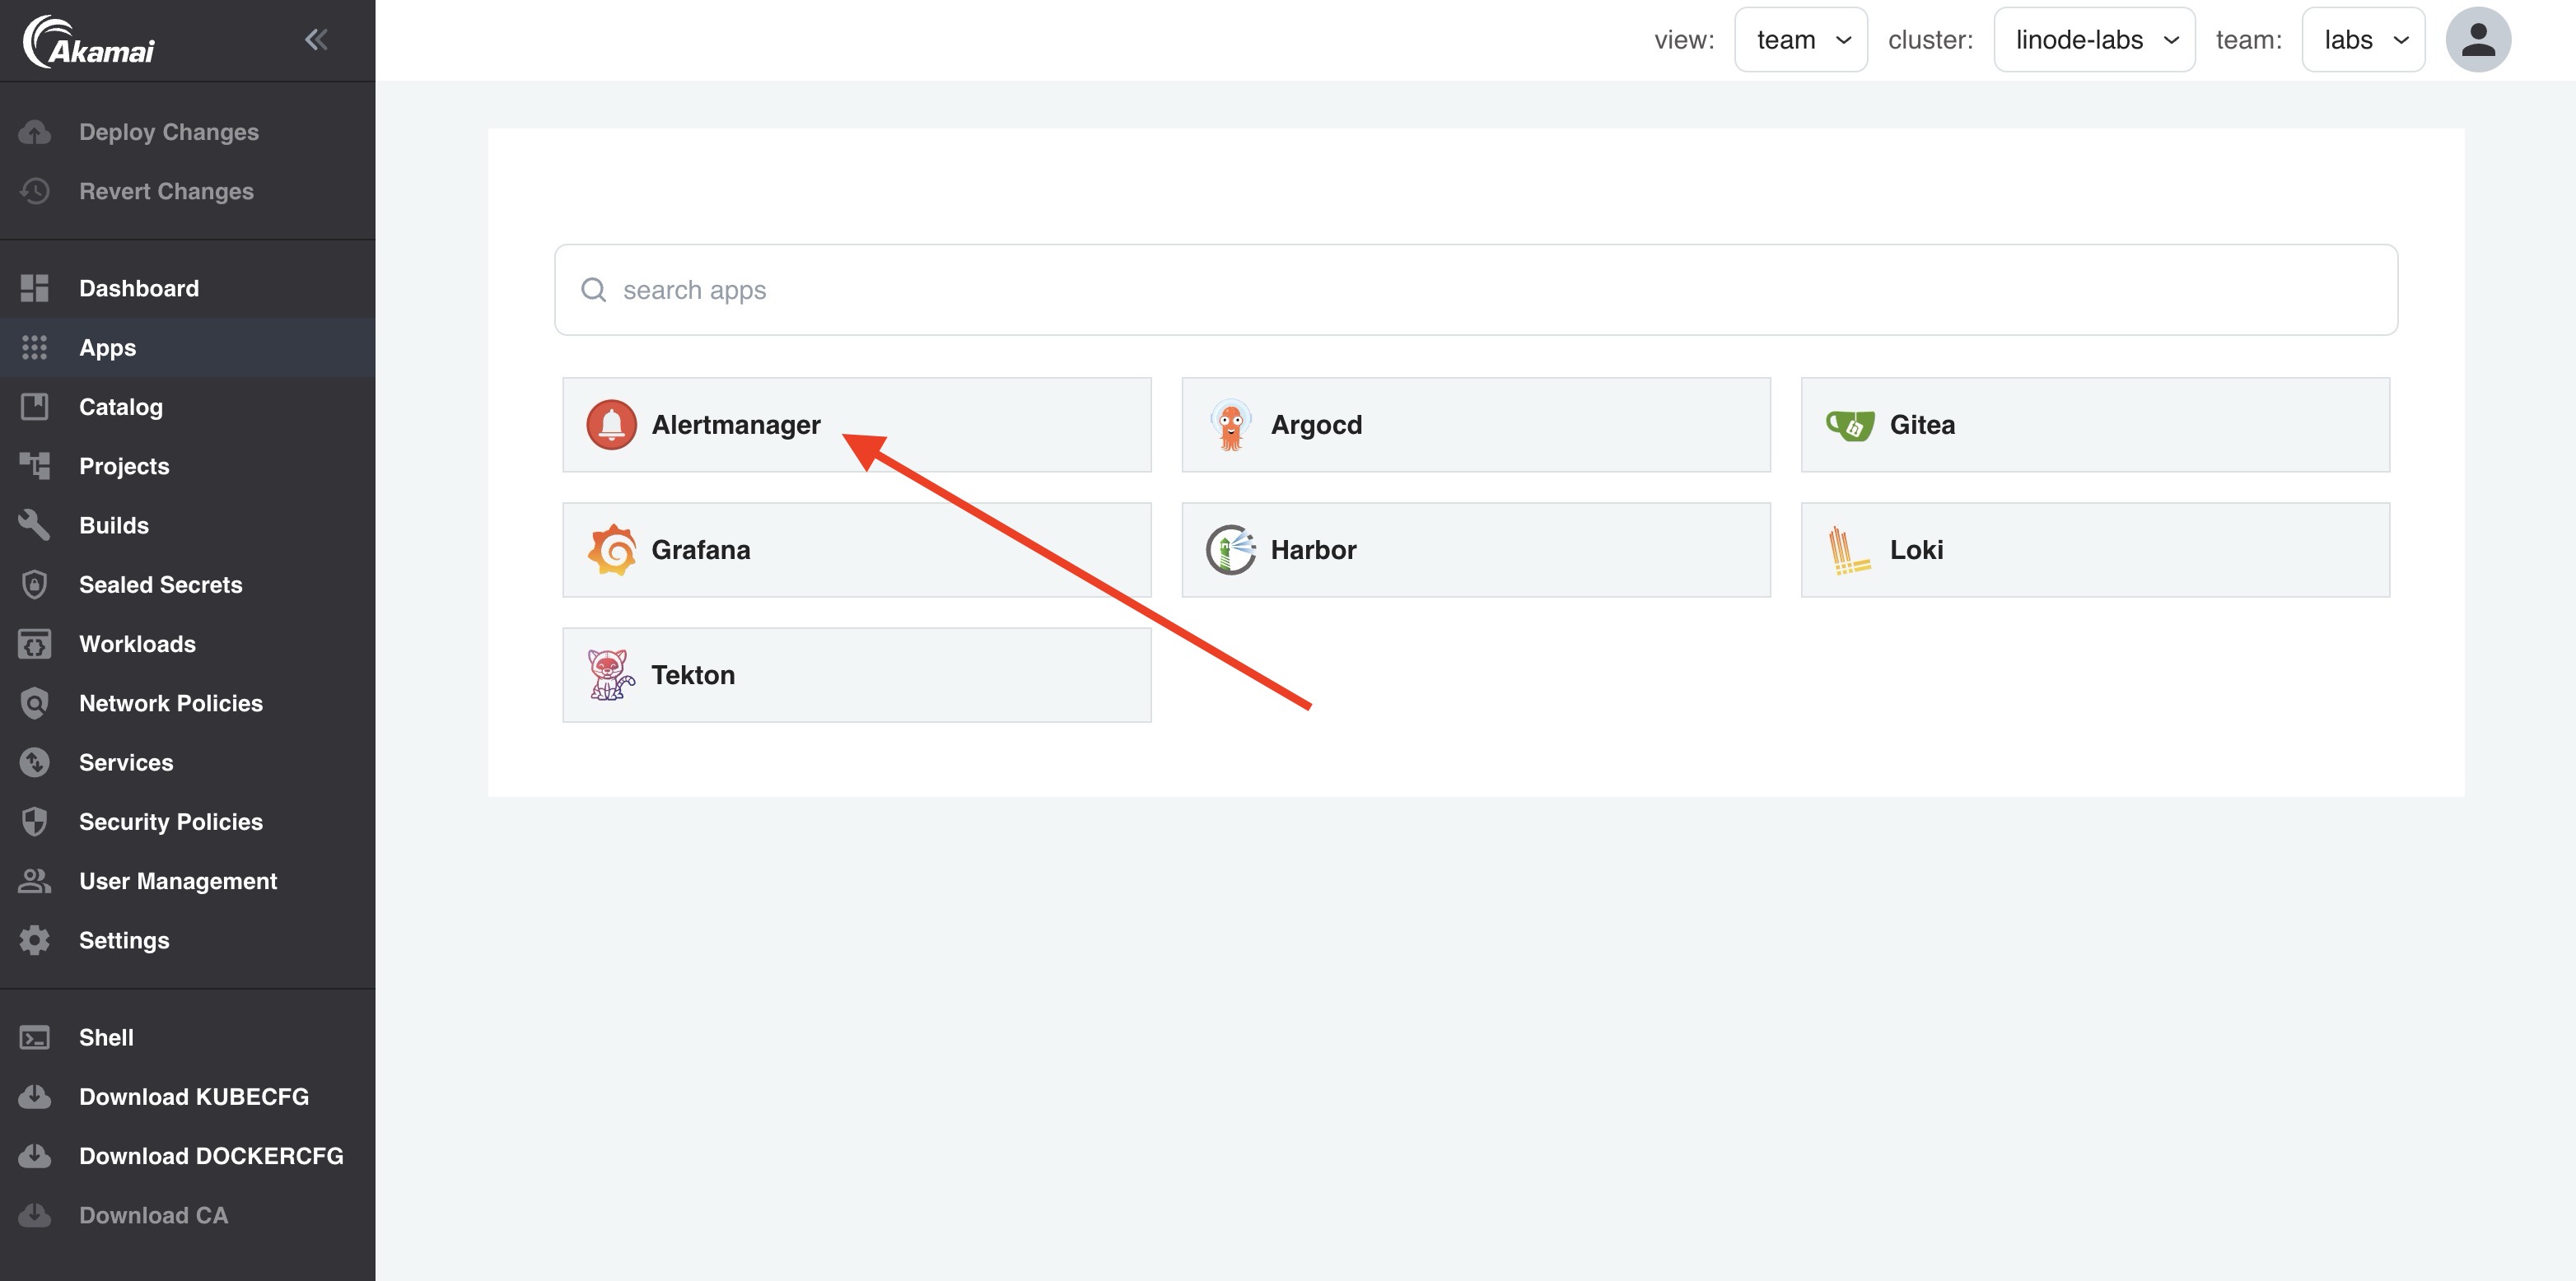 Akamai
view: team cluster: linode-labs team: labs
Deploy Changes
Revert Changes
Dashboard
Apps
Catalog
Projects
Builds
Sealed Secrets
Workloads
Network Policies
Services
Security Policies
User Management
Settings
Shell
Download KUBECFG
Download DOCKERCFG
Download CA
search apps
Alertmanager
Argocd
Gitea
Grafana
Harbor
Loki
Tekton